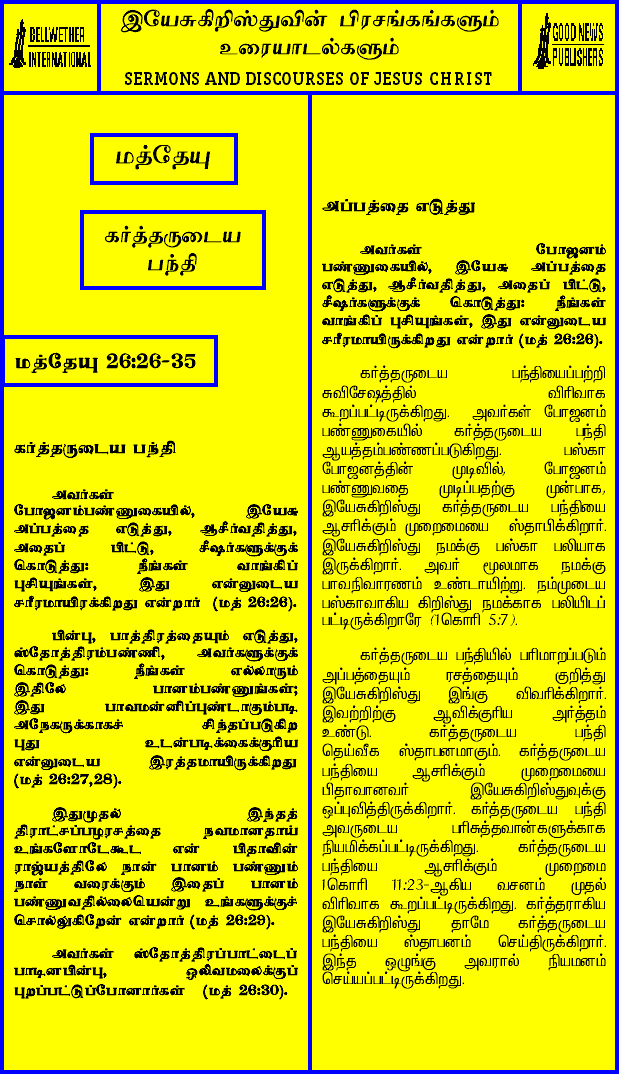 BELLWETHER
INTERNATIONAL
இயேசுகிறிஸ்துவின் பிரசங்கங்களும்
உரையாடல்களும்
SERMONS AND DISCOURSES OF JESUS CHRIST
GOOD NEWS
PUBLISHERS
மத்தேயு
கர்த்தருடைய
பந்தி
மத்தேயு 26:26-35
கர்த்தருடைய பந்தி
அவர்கள்
போஜனம்பண்ணுகையில், இயேசு
அப்பத்தை எடுத்து, ஆசீர்வதித்து,
அதைப் பிட்டு, சீஷர்களுக்குக்
கொடுத்து: நீங்கள் வாங்கிப்
புசியுங்கள், இது என்னுடைய
சரீரமாயிரக்கிறது என்றார் (மத் 26:26).
பின்பு, பாத்திரத்தையும் எடுத்து,
ஸ்தோத்திரம்பண்ணி, அவர்களுக்குக்
கொடுத்து: நீங்கள் எல்லாரும்
இதிலே பானம்பண்ணுங்கள்;
இது பாவமன்னிப்புண்டாகும்படி
அநேகருக்காகச் சிந்தப்படுகிற
புது உடன்படிக்கைக்குரிய
என்னுடைய இரத்தமாயிருக்கிறது
(மத் 26:27,28).
இதுமுதல் இந்தத்
திராட்சப்பழரசத்தை நவமானதாய்
உங்களோடேகூட என் பிதாவின்
ராஜ்யத்திலே நான் பானம் பண்ணும்
நாள் வரைக்கும் இதைப் பானம்
பண்ணுவதில்லையென்று உங்களுக்குச்
சொல்லுகிறேன் என்றார் (மத் 26:29).
அவர்கள் ஸ்தோத்திரப்பாட்டைப்
பாடினபின்பு, ஒலிவமலைக்குப்
புறப்பட்டுப்போனார்கள் (மத் 26:30).
அப்பத்தை எடுத்து
அவர்கள் போஜனம்
பண்ணுகையில், இயேசு அப்பத்தை
எடுத்து, ஆசீர்வதித்து, அதைப் பிட்டு,
சீஷர்களுக்குக் கொடுத்து: நீங்கள்
வாங்கிப் புசியுங்கள், இது என்னுடைய
சரீரமாயிருக்கிறது என்றார் (மத் 26:26).
கர்த்தருடைய பந்தியைப்பற்றி
சுவிசேஷத்தில் விரிவாக
கூறப்பட்டிருக்கிறது. அவர்கள் போஜனம்
பண்ணுகையில் கர்த்தருடைய பந்தி
ஆயத்தம்பண்ணப்படுகிறது. பஸ்கா
போஜனத்தின் முடிவில், போஜனம்
பண்ணுவதை முடிப்பதற்கு முன்பாக,
இயேசுகிறிஸ்து கர்த்தருடைய பந்தியை
ஆசரிக்கும் முறைமையை ஸ்தாபிக்கிறார்.
இயேசுகிறிஸ்து நமக்கு பஸ்கா பலியாக
இருக்கிறார். அவர் மூலமாக நமக்கு
பாவநிவாரணம் உண்டாயிற்று. நம்முடைய
பஸ்காவாகிய கிறிஸ்து நமக்காக பலியிடப்
பட்டிருக்கிறாரே (1கொரி 5:7).
கர்த்தருடைய பந்தியில் பரிமாறப்படும்
அப்பத்தையும் ரசத்தையும் குறித்து
இயேசுகிறிஸ்து இங்கு விவரிக்கிறார்.
இவற்றிற்கு ஆவிக்குரிய அர்த்தம்
உண்டு. கர்த்தருடைய பந்தி
தெய்வீக ஸ்தாபனமாகும். கர்த்தருடைய
பந்தியை ஆசரிக்கும் முறைமையை
பிதாவானவர் இயேசுகிறிஸ்துவுக்கு
ஒப்புவித்திருக்கிறார். கர்த்தருடைய பந்தி
அவருடைய பரிசுத்தவான்களுக்காக
நியமிக்கப்பட்டிருக்கிறது. கர்த்தருடைய
பந்தியை ஆசரிக்கும் முறைமை
1கொரி 11:23-ஆகிய வசனம் முதல்
விரிவாக கூறப்பட்டிருக்கிறது. கர்த்தராகிய
இயேசுகிறிஸ்து தாமே கர்த்தருடைய
பந்தியை ஸ்தாபனம் செய்திருக்கிறார்.
இந்த ஒழுங்கு அவரால் நியமனம்
செய்யப்பட்டிருக்கிறது.